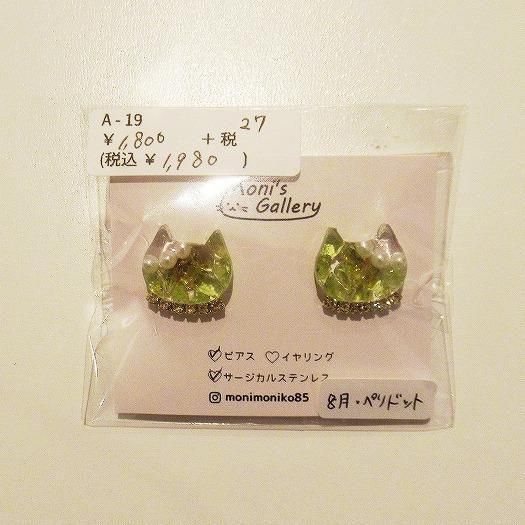 A-19 27
¥1,800 +税
(税込 ¥1,980 )
Moni's
Gallery
ピアス イヤリング
サージカルステンレス
monimoniko85
8月・ペリドット